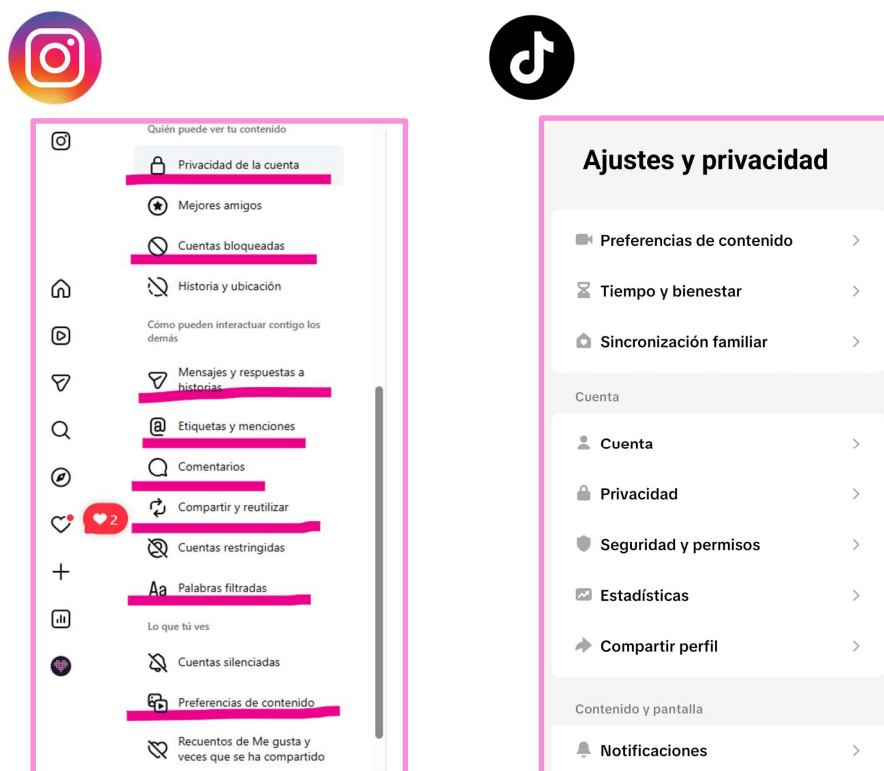 Quién puede ver tu contenido
Privacidad de la cuenta
Mejores amigos
Cuentas bloqueadas
Historia y ubicación
Cómo pueden interactuar contigo los
demás
Mensajes y respuestas a
historias
Etiquetas y menciones
Comentarios
Compartir y reutilizar
2
Cuentas restringidas
Aa Palabras filtradas
Lo que tú ves
Cuentas silenciadas
Preferencias de contenido
Recuentos de Me gusta y
veces que se ha compartido
Ajustes y privacidad
Preferencias de contenido
Tiempo y bienestar
Sincronización familiar
Cuenta
Cuenta
Privacidad
Seguridad y permisos
Estadísticas
Compartir perfil
Contenido y pantalla
Notificaciones